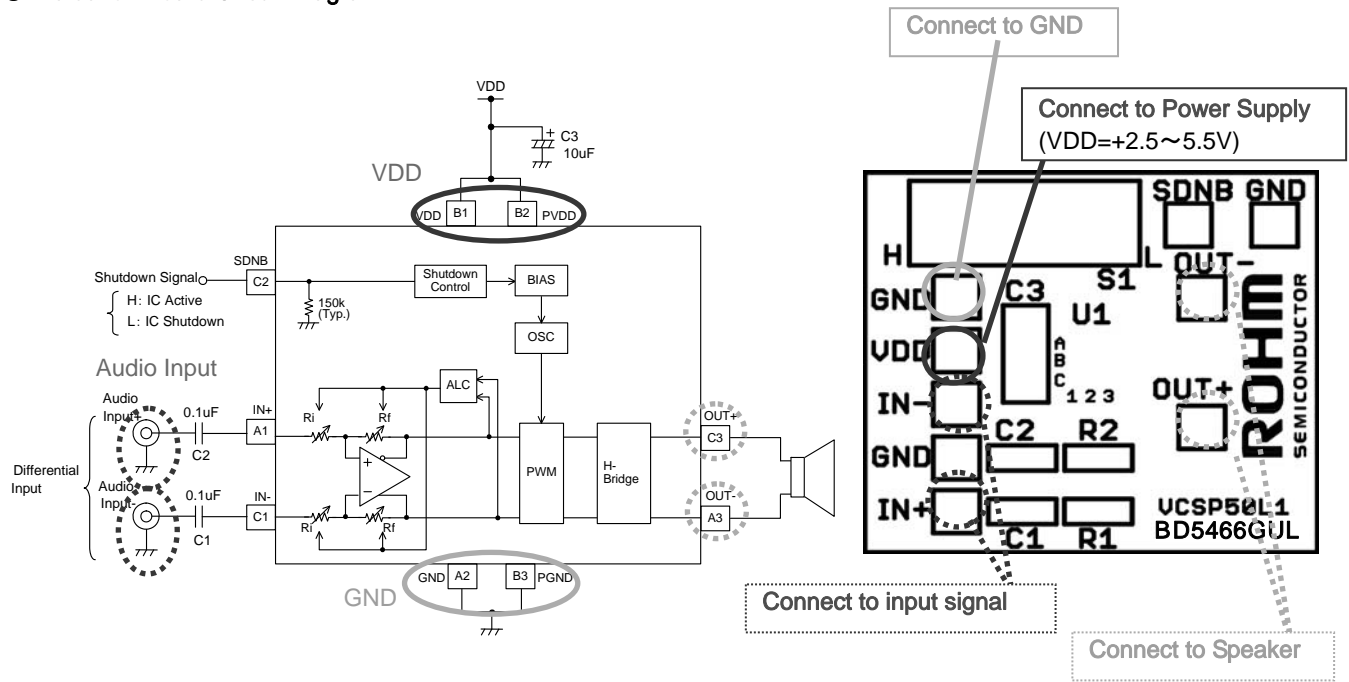 Connect to GND
Connect to Power Supply
(VDD=+2.5～5.5V)
VDD
+
C3
10uF
VDD
VDD
B1
B2
PVDD
SDNB
Shutdown Signal
C2
H: IC Active
L: IC Shutdown
150k
(Typ.)
Shutdown
Control
BIAS
OSC
Audio Input
Audio
Input+
0.1uF
C2
IN+
A1
Ri
Rf
ALC
+
−
Differential
Input
Audio
Input-
0.1uF
C1
IN-
C1
Ri
Rf
PWM
H-
Bridge
OUT+
C3
OUT-
A3
GND
A2
B3
PGND
GND
SDNB GND
H
L
S1
OUT-
GND
C3
U1
VDD
A
B
C
1 2 3
IN-
OUT+
C2
R2
GND
IN+
C1
R1
VCSP50L1
BD5466GUL
ROHM
SEMICONDUCTOR
Connect to input signal
Connect to Speaker